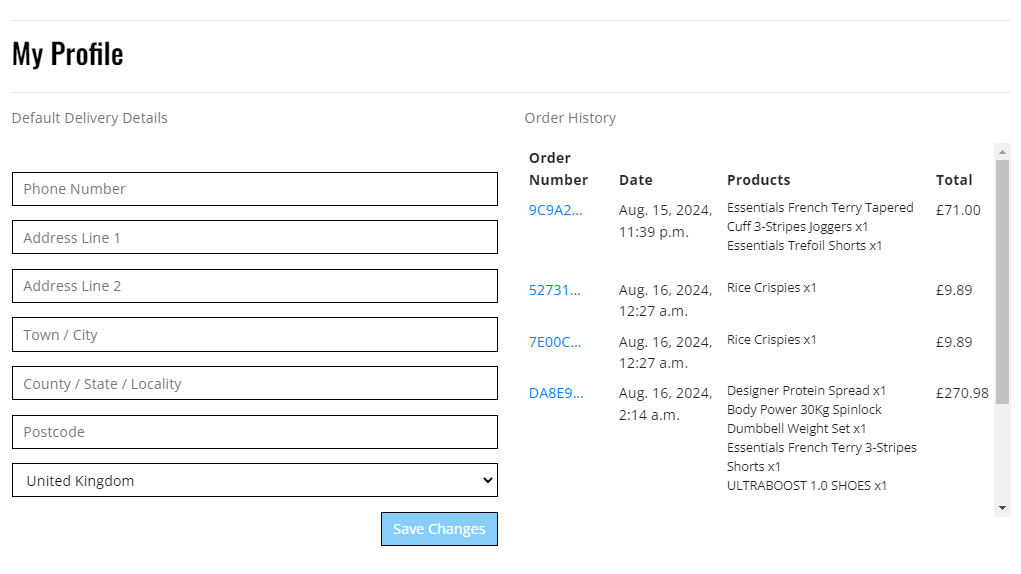 My Profile
Default Delivery Details
Phone Number
Address Line 1
Address Line 2
Town / City
County / State / Locality
Postcode
United Kingdom
Save Changes
Order History
Order
Number Date Products Total
9C9A2... Aug. 15, 2024, Essentials French Terry Tapered £71.00
11:39 p.m. Cuff 3-Stripes Joggers x1
Essentials Trefoil Shorts x1
52731... Aug. 16, 2024, Rice Crispies x1 £9.89
12:27 a.m.
7E00C... Aug. 16, 2024, Rice Crispies x1 £9.89
12:27 a.m.
DA8E9... Aug. 16, 2024, Designer Protein Spread x1 £270.98
2:14 a.m. Body Power 30Kg Spinlock
Dumbbell Weight Set x1
Essentials French Terry 3-Stripes
Shorts x1
ULTRABOOST 1.0 SHOES x1